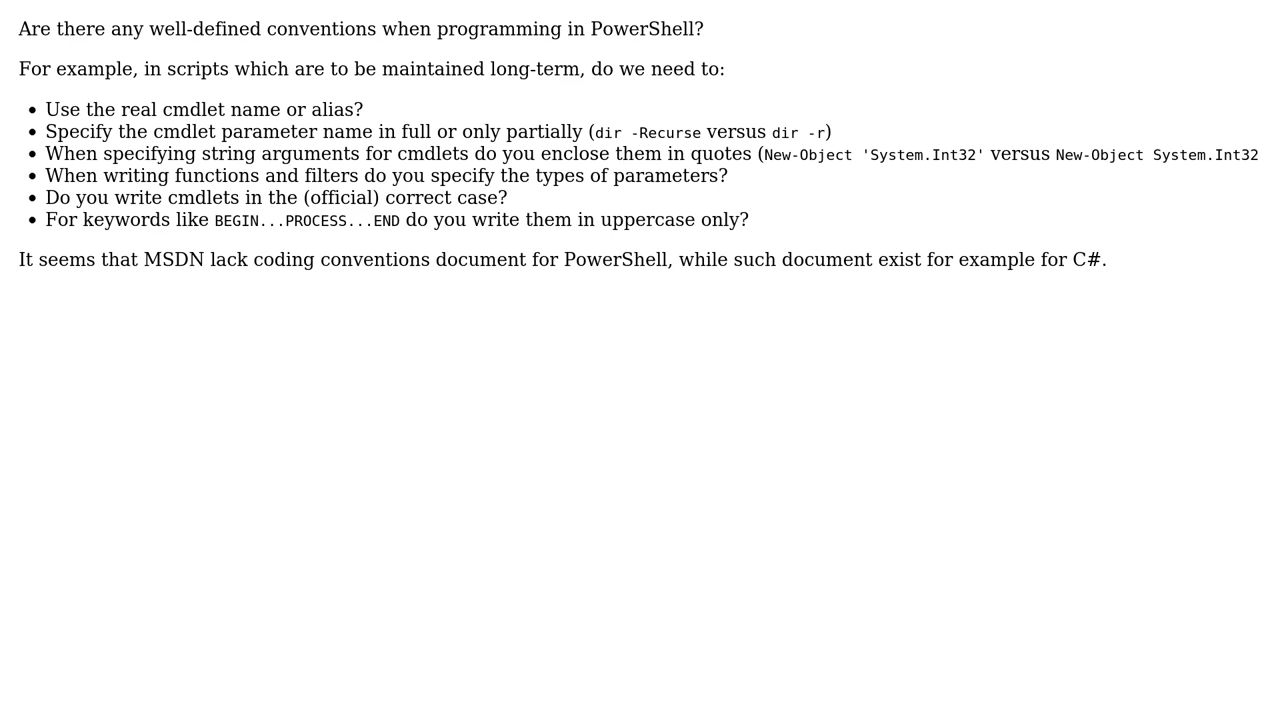 Are there any well-defined conventions when programming in PowerShell?
For example, in scripts which are to be maintained long-term, do we need to:
• Use the real cmdlet name or alias?
• Specify the cmdlet parameter name in full or only partially (dir -Recurse versus dir -r)
• When specifying string arguments for cmdlets do you enclose them in quotes (New-Object 'System.Int32' versus New-Object System.Int32
• When writing functions and filters do you specify the types of parameters?
• Do you write cmdlets in the (official) correct case?
• For keywords like BEGIN...PROCESS...END do you write them in uppercase only?
It seems that MSDN lack coding conventions document for PowerShell, while such document exist for example for C#.